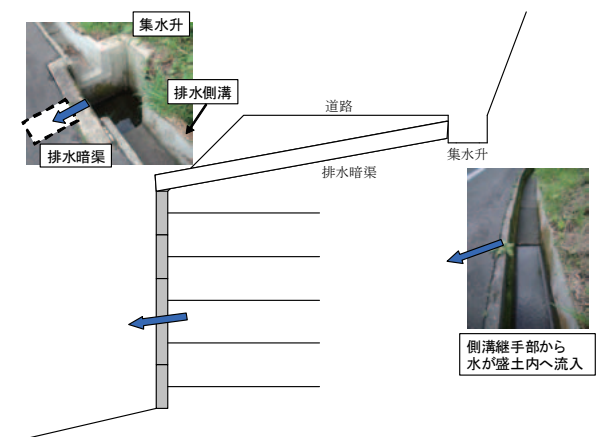 集水升
排水側溝
排水暗渠
道路
集水升
排水暗渠
側溝継手部から
水が盛土内へ流入